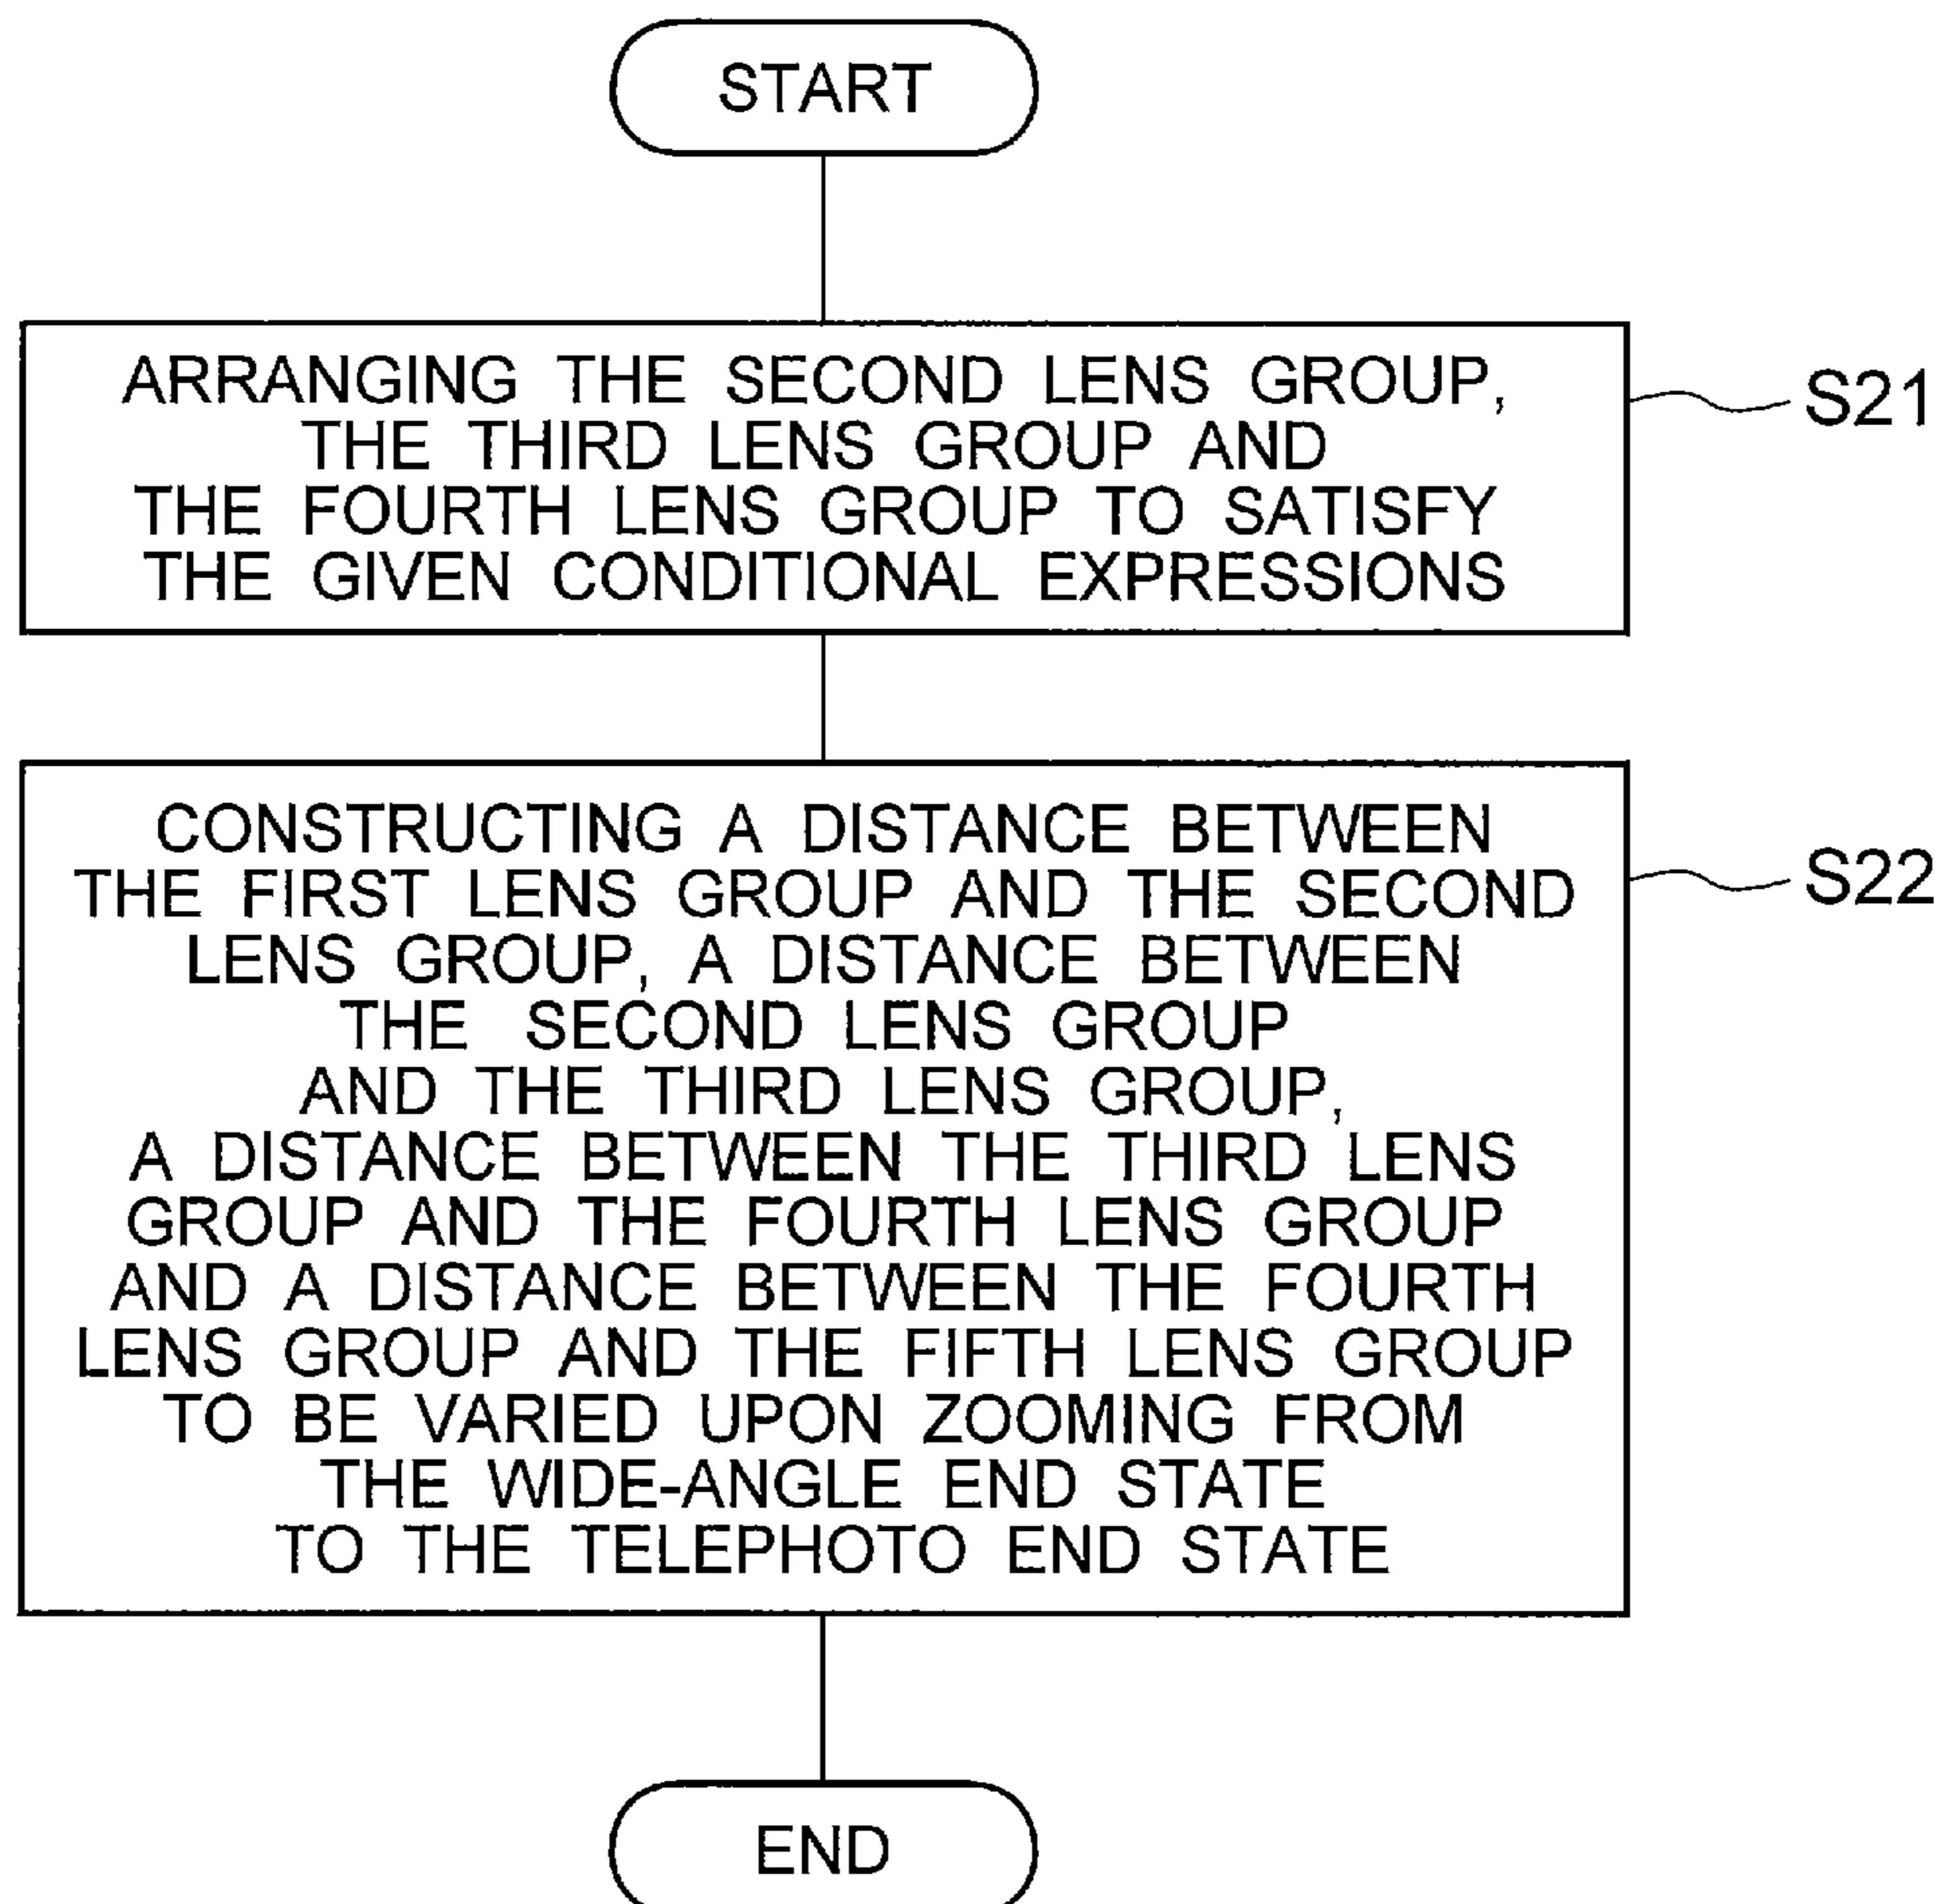 START
ARRANGING THE SECOND LENS GROUP,
THE THIRD LENS GROUP AND
THE FOURTH LENS GROUP TO SATISFY
THE GIVEN CONDITIONAL EXPRESSIONS
S21
CONSTRUCTING A DISTANCE BETWEEN
THE FIRST LENS GROUP AND THE SECOND
LENS GROUP, A DISTANCE BETWEEN
THE SECOND LENS GROUP
AND THE THIRD LENS GROUP,
A DISTANCE BETWEEN THE THIRD LENS
GROUP AND THE FOURTH LENS GROUP
AND A DISTANCE BETWEEN THE FOURTH
LENS GROUP AND THE FIFTH LENS GROUP
TO BE VARIED UPON ZOOMING FROM
THE WIDE-ANGLE END STATE
TO THE TELEPHOTO END STATE
S22
END